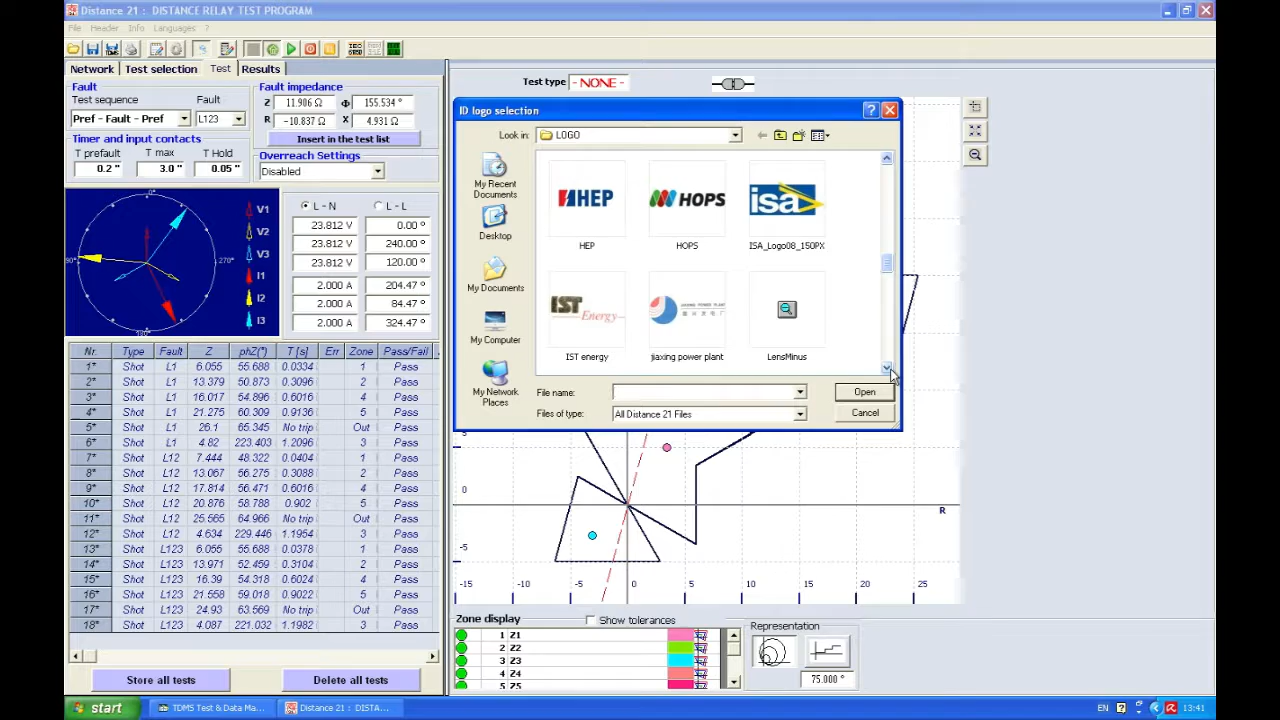 Distance 21 : DISTANCE RELAY TEST PROGRAM
File Header Info Languages ?
Network Test selection Test Results
Fault
Test sequence Fault
Pref - Fault - Pref L123
Timer and input contacts
T prefault T max T Hold
0.2 " 3.0 " 0.05 "
Fault impedance
Z 11.906 Ω Φ 155.534 °
R -10.837 Ω X 4.931 Ω
Insert in the test list
Overreach Settings
Disabled
0°
90°
270°
180°
V1
V2
V3
I1
I2
I3
L - N L - L
23.812 V 0.00 º
23.812 V 240.00 º
23.812 V 120.00 º
2.000 A 204.47 º
2.000 A 84.47 º
2.000 A 324.47 º
Nr. Type Fault Z phZ(°) T [s] Err Zone Pass/Fail
1* Shot L1 6.055 55.688 0.0334 1 Pass
2* Shot L1 13.379 50.873 0.3096 2 Pass
3* Shot L1 16.017 54.896 0.6016 4 Pass
4* Shot L1 21.275 60.309 0.9136 5 Pass
5* Shot L1 26.1 65.345 No trip Out Pass
6* Shot L1 4.82 223.403 1.2096 3 Pass
7* Shot L12 7.444 48.322 0.0404 1 Pass
8* Shot L12 13.067 56.275 0.3088 2 Pass
9* Shot L12 17.814 56.471 0.6016 4 Pass
10* Shot L12 20.876 58.788 0.902 5 Pass
11* Shot L12 25.565 64.966 No trip Out Pass
12* Shot L12 4.634 229.446 1.1954 3 Pass
13* Shot L123 6.055 55.688 0.0378 1 Pass
14* Shot L123 13.971 52.459 0.3104 2 Pass
15* Shot L123 16.39 54.318 0.6024 4 Pass
16* Shot L123 21.558 59.018 0.9022 5 Pass
17* Shot L123 24.93 63.569 No trip Out Pass
18* Shot L123 4.087 221.032 1.1982 3 Pass
Store all tests Delete all tests
Test type - NONE -
ID logo selection
Look in: LOGO
My Recent Documents
Desktop
My Documents
My Computer
My Network Places
HEP
HOPS
isa
HEP HOPS ISA_Logo08_150PX
IST Energy
JIAXING POWER PLANT
IST energy jiaxing power plant LensMinus
File name: Open
Files of type: All Distance 21 Files Cancel
5
0
-5
R
-15 -10 -5 0 5 10 15 20 25
Zone display Show tolerances
1 Z1
2 Z2
3 Z3
4 Z4
5 Z5
Representation
75.000 °
start TDMS Test & Data Ma... Distance 21 : DISTA... EN 13:41